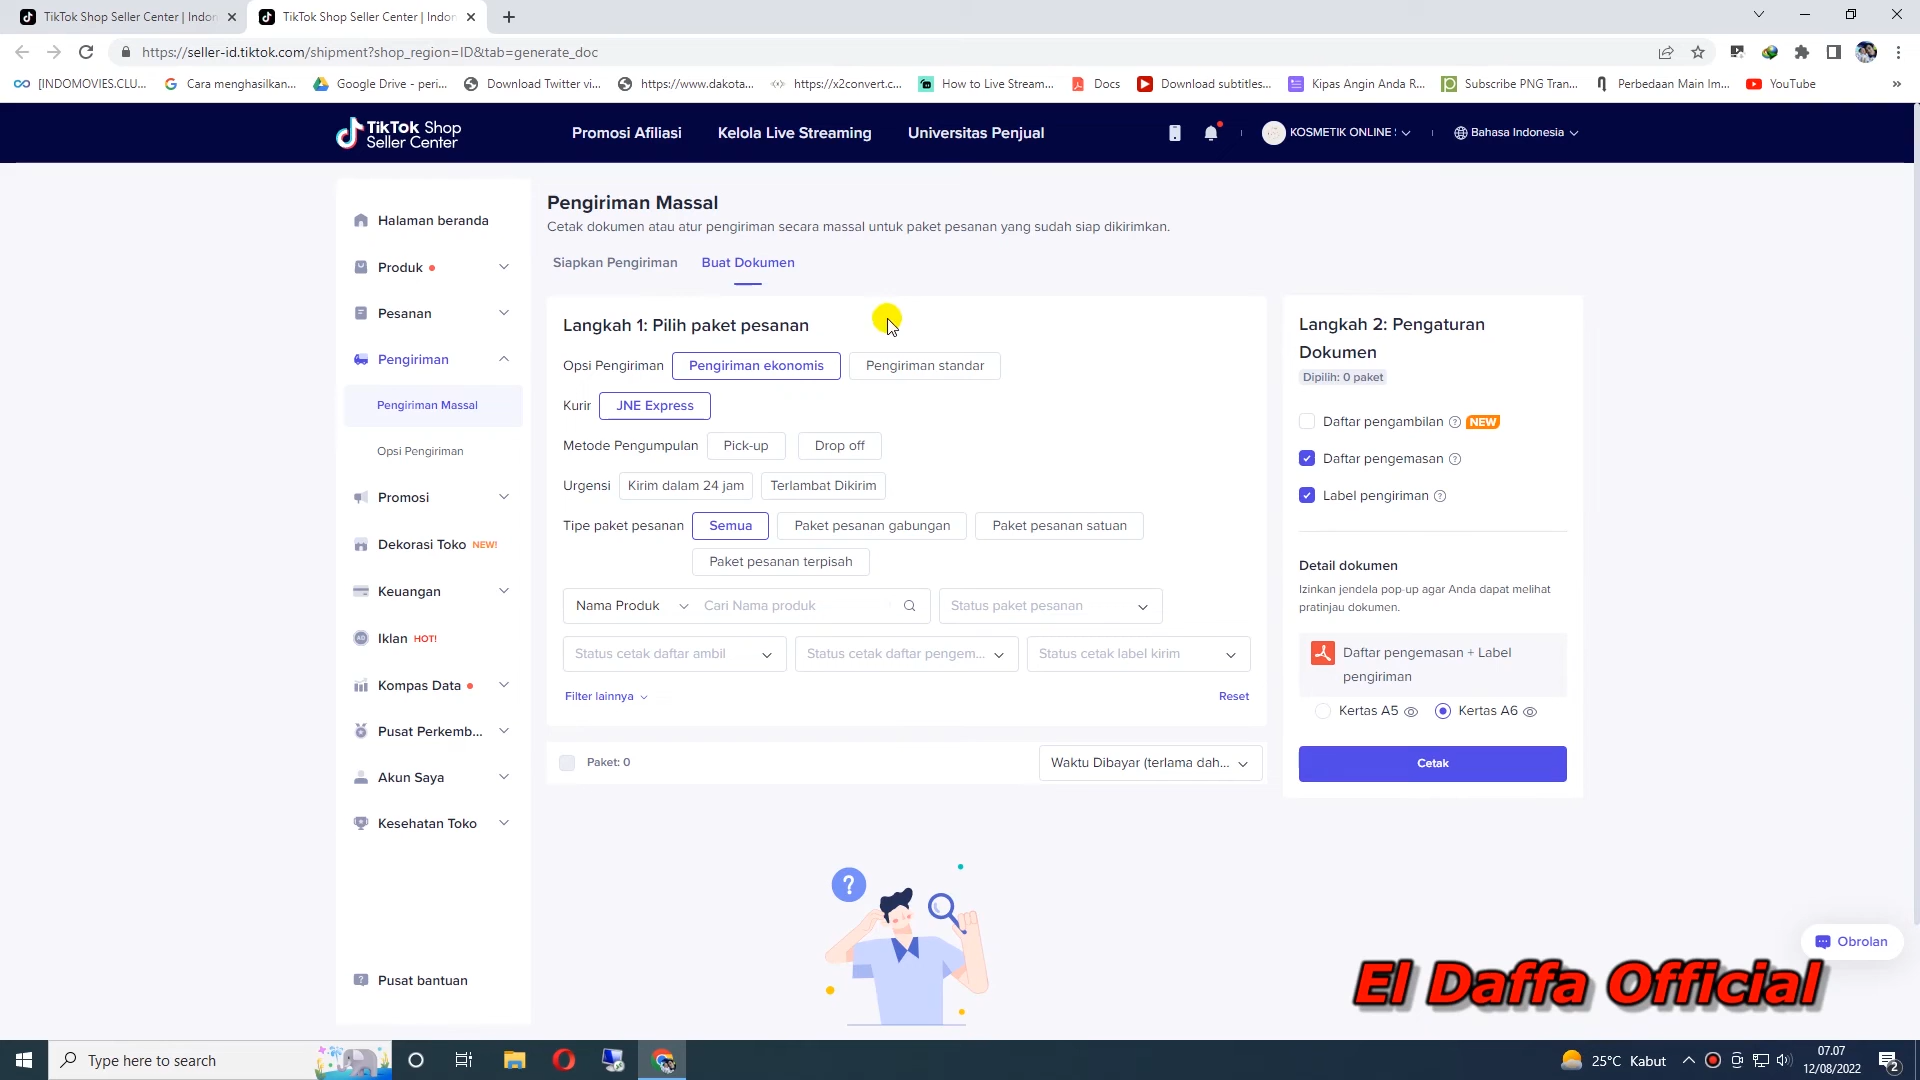 TikTok Shop Seller Center | Indon
TikTok Shop Seller Center | Indon
https://seller-id.tiktok.com/shipment?shop_region=ID&tab=generate_doc
[INDOMOVIES.CLU...
Cara menghasilkan...
Google Drive - peri...
Download Twitter vi...
https://www.dakota...
https://x2convert.c...
How to Live Stream...
Docs
Download subtitles...
Kipas Angin Anda R...
Subscribe PNG Tran...
Perbedaan Main Im...
YouTube
TikTok Shop
Seller Center
Promosi Afiliasi
Kelola Live Streaming
Universitas Penjual
KOSMETIK ONLINE
Bahasa Indonesia
Halaman beranda
Produk
Pesanan
Pengiriman
Pengiriman Massal
Opsi Pengiriman
Promosi
Dekorasi Toko NEW!
Keuangan
AD
Iklan HOT!
Kompas Data
Pusat Perkemb...
Akun Saya
Kesehatan Toko
Pusat bantuan
Pengiriman Massal
Cetak dokumen atau atur pengiriman secara massal untuk paket pesanan yang sudah siap dikirimkan.
Siapkan Pengiriman
Buat Dokumen
Langkah 1: Pilih paket pesanan
Opsi Pengiriman Pengiriman ekonomis Pengiriman standar
Kurir JNE Express
Metode Pengumpulan Pick-up Drop off
Urgensi Kirim dalam 24 jam Terlambat Dikirim
Tipe paket pesanan Semua Paket pesanan gabungan Paket pesanan satuan
Paket pesanan terpisah
Nama Produk Cari Nama produk Status paket pesanan
Status cetak daftar ambil Status cetak daftar pengem... Status cetak label kirim
Filter lainnya Reset
Paket: 0 Waktu Dibayar (terlama dah...
?
Langkah 2: Pengaturan
Dokumen
Dipilih: 0 paket
Daftar pengambilan ? NEW
Daftar pengemasan ?
Label pengiriman ?
Detail dokumen
Izinkan jendela pop-up agar Anda dapat melihat
pratinjau dokumen.
Daftar pengemasan + Label
pengiriman
Kertas A5 Kertas A6
Cetak
Obrolan
El Daffa Official
Type here to search
25°C Kabut
07.07
12/08/2022
2